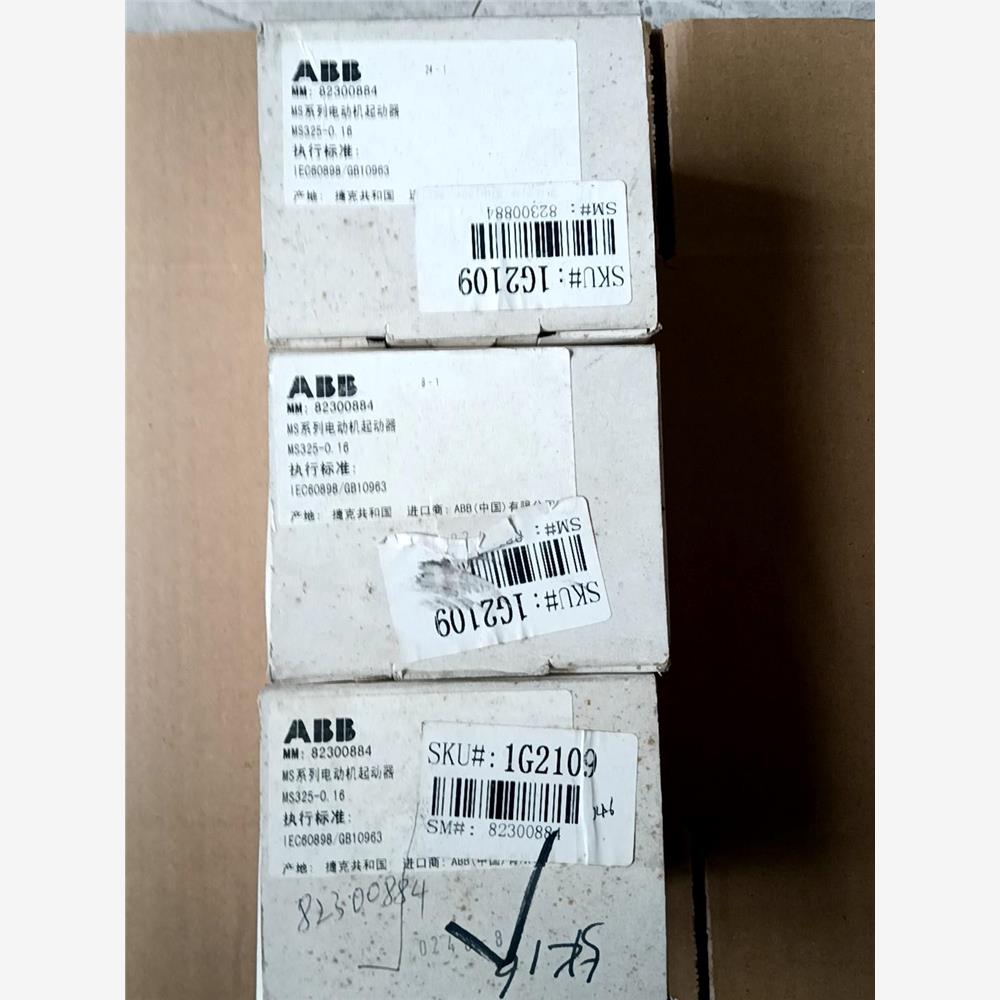 ABB
24-1
MM: 82300884
MS系列电动机起动器
MS325-0.16
执行标准:
IEC60898/GB10963
产地: 捷克共和国
SM#: 82300884
SKU#:1G2109
ABB
8-1
MM: 82300884
MS系列电动机起动器
MS325-0.16
执行标准:
IEC60898/GB10963
产地: 捷克共和国 进口商: ABB(中国)有限公
SM#:
SKU#:1G2109
ABB
MM: 82300884
MS系列电动机起动器
MS325-0.16
执行标准:
IEC60898/GB10963
产地: 捷克共和国 进口商: ABB(中国)
SKU#: 1G2109
SM#: 82300884
82300884